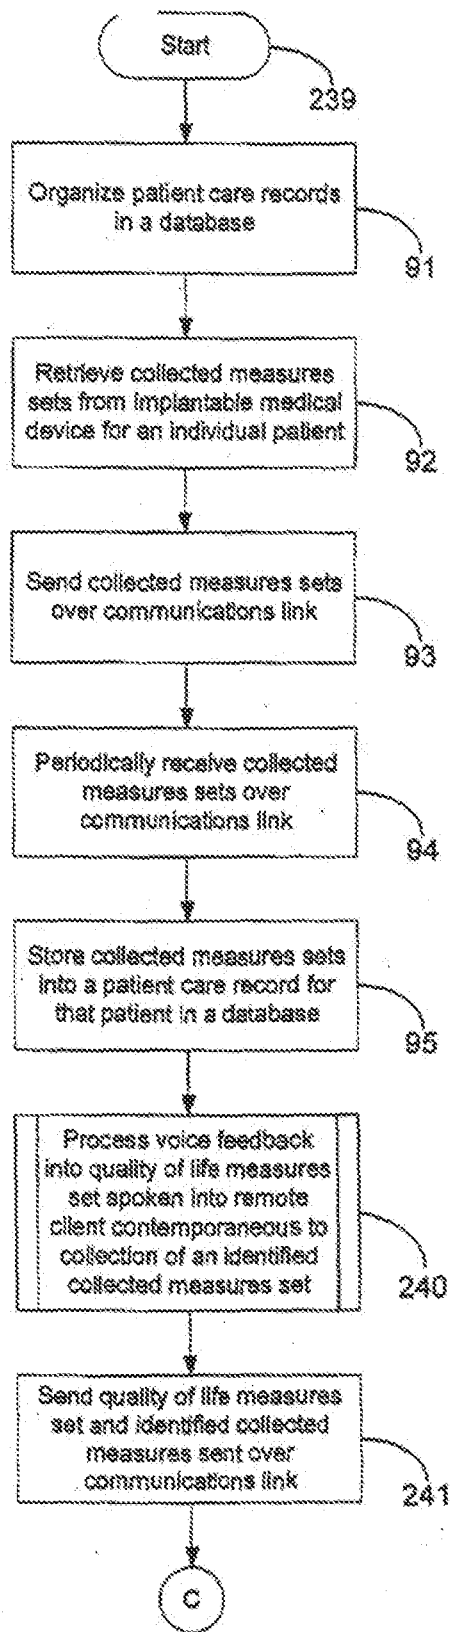 Start
239
Organize patient care records
in a database
91
Retrieve collected measures
sets from implantable medical
device for an individual patient
92
Send collected measures sets
over communications link
93
Periodically receive collected
measures sets over
communications link
94
Store collected measures sets
into a patient care record for
that patient in a database
95
Process voice feedback
into quality of life measures
set spoken into remote
client contemporaneous to
collection of an identified
collected measures set
240
Send quality of life measures
set and identified collected
measures sent over
communications link
241
C